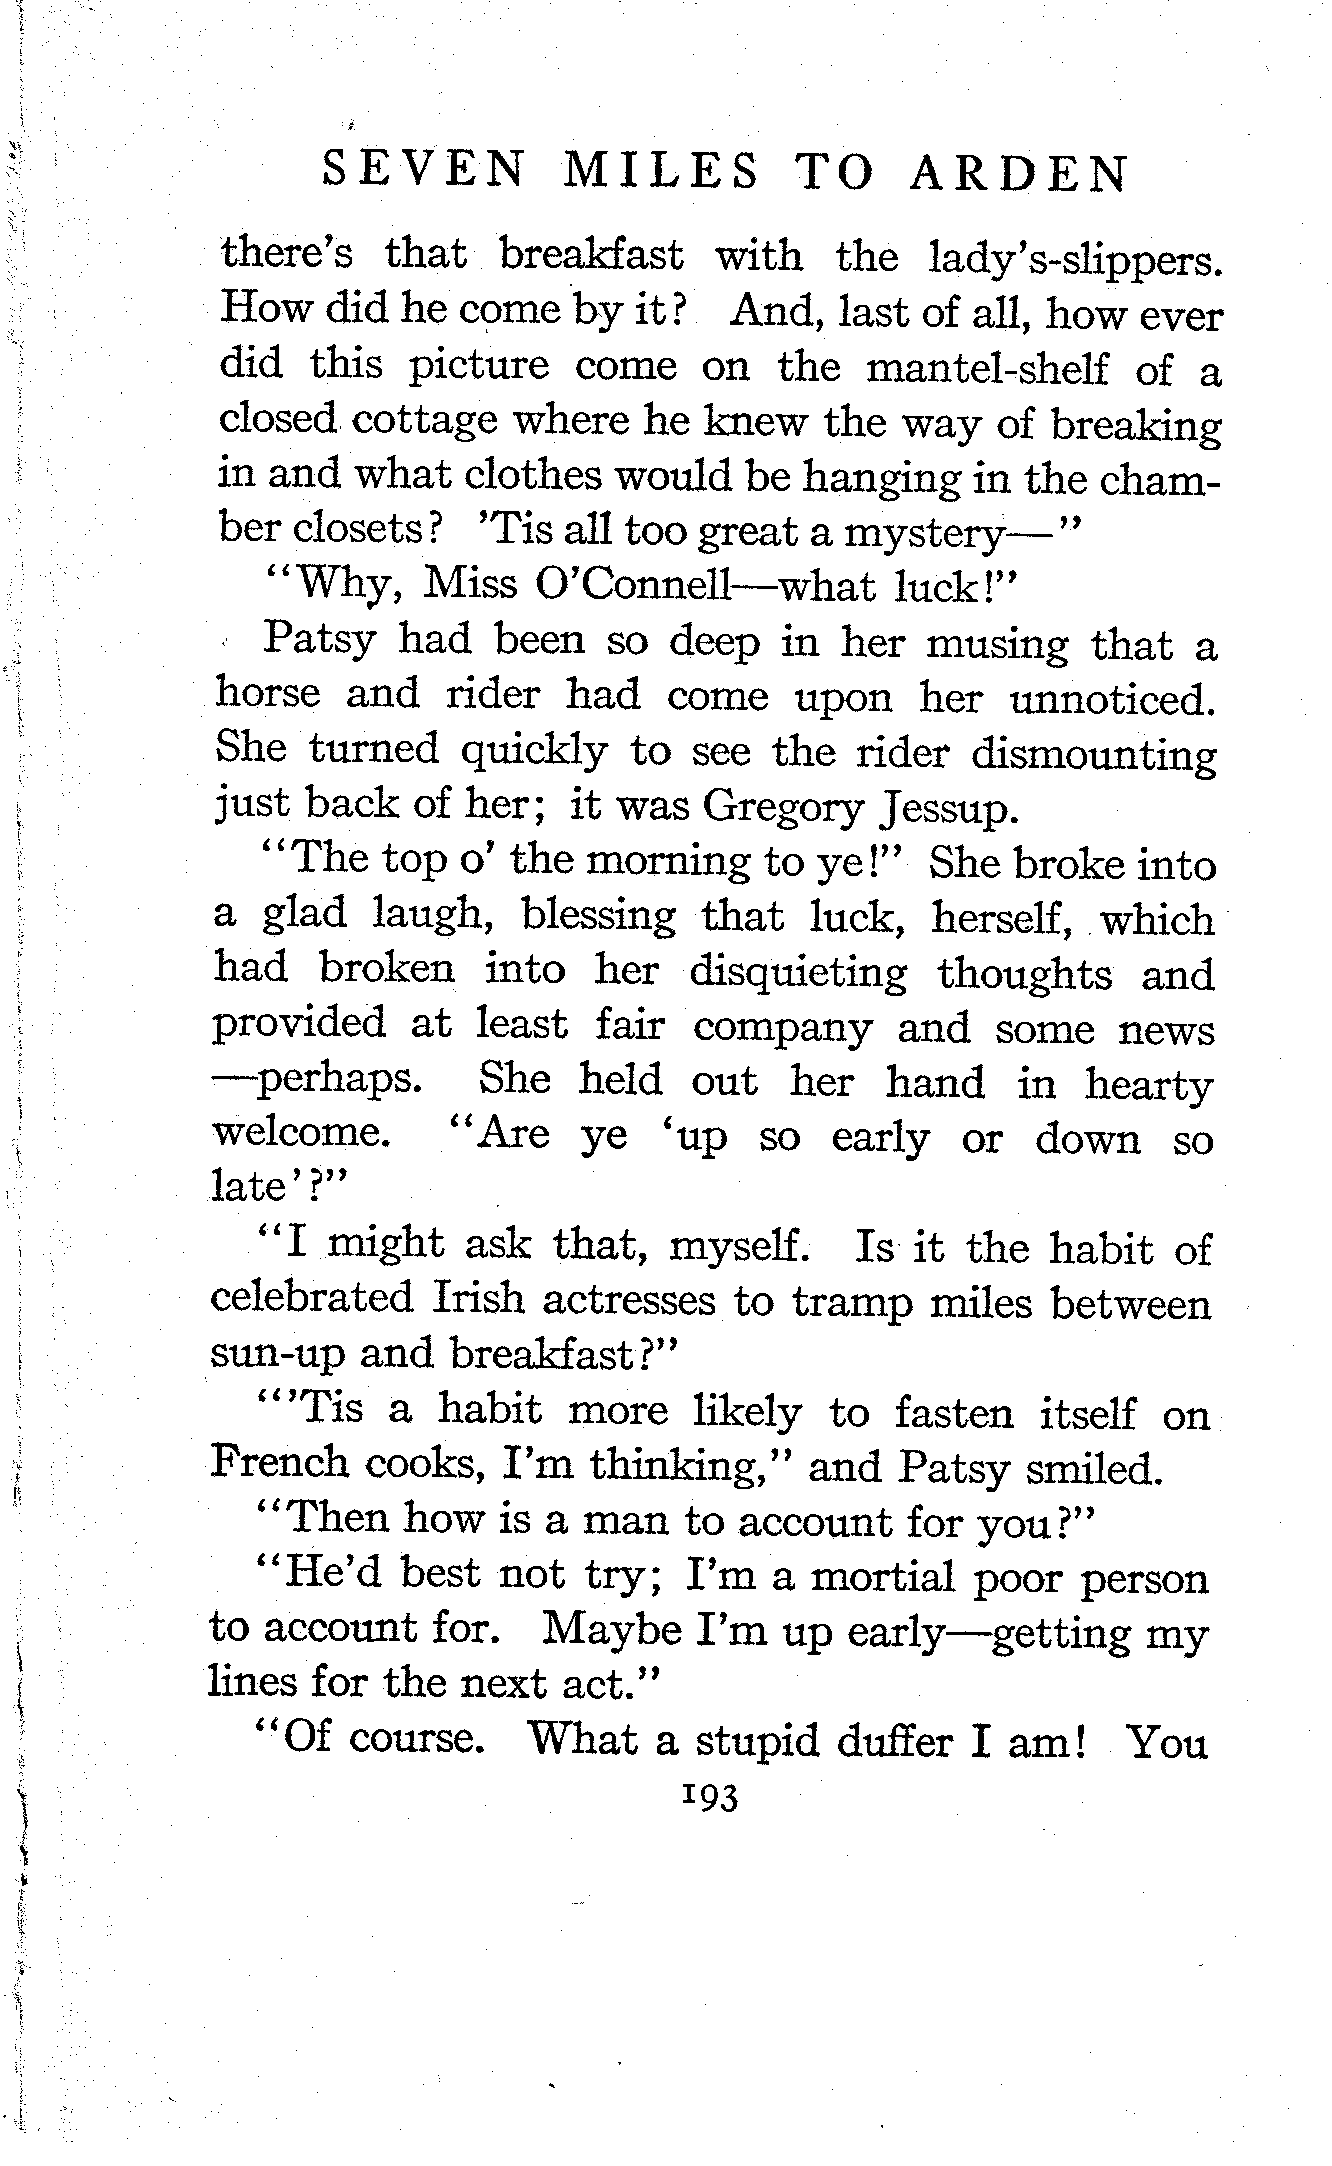 SEVEN MILES TO ARDEN
there's that breakfast with the lady's-slippers.
How did he come by it? And, last of all, how ever
did this picture come on the mantel-shelf of a
closed cottage where he knew the way of breaking
in and what clothes would be hanging in the cham-
ber closets? 'Tis all too great a mystery—"
"Why, Miss O'Connell—what luck!"
Patsy had been so deep in her musing that a
horse and rider had come upon her unnoticed.
She turned quickly to see the rider dismounting
just back of her; it was Gregory Jessup.
"The top o' the morning to ye!" She broke into
a glad laugh, blessing that luck, herself, which
had broken into her disquieting thoughts and
provided at least fair company and some news
—perhaps. She held out her hand in hearty
welcome. "Are ye 'up so early or down so
late'?"
"I might ask that, myself. Is it the habit of
celebrated Irish actresses to tramp miles between
sun-up and breakfast?"
"'Tis a habit more likely to fasten itself on
French cooks, I'm thinking," and Patsy smiled.
"Then how is a man to account for you?"
"He'd best not try; I'm a mortial poor person
to account for. Maybe I'm up early—getting my
lines for the next act."
"Of course. What a stupid duffer I am! You
193